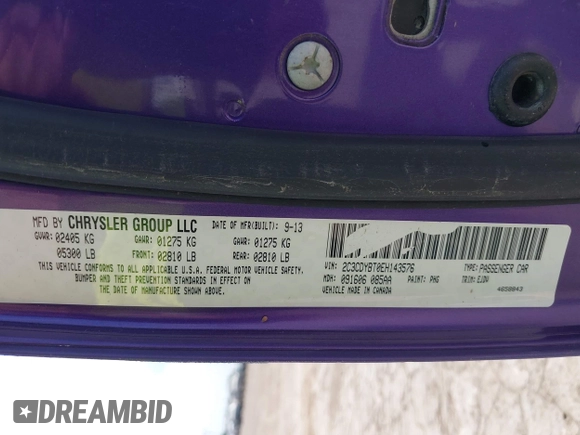 MFD BY CHRYSLER GROUP LLC DATE OF MFR(BUILT): 9-13
GVWR: 02405 KG GAWR 01275 KG GAWR 01275 KG
05300 LB FRONT: 02810 LB REAR: 02810 LB
THIS VEHICLE CONFORMS TO ALL APPLICABLE U.S.A. FEDERAL MOTOR VEHICLE SAFETY,
BUMPER AND THEFT PREVENTION STANDARDS IN EFFECT ON
THE DATE OF MANUFACTURE SHOWN ABOVE.
VIN: 2C3CDYBT0EH143576 TYPE: PASSENGER CAR
MDH: 091606 005AA PAINT: PHG TRIM: EJDA
VEHICLE MADE IN CANADA 4658043
DREAMBID